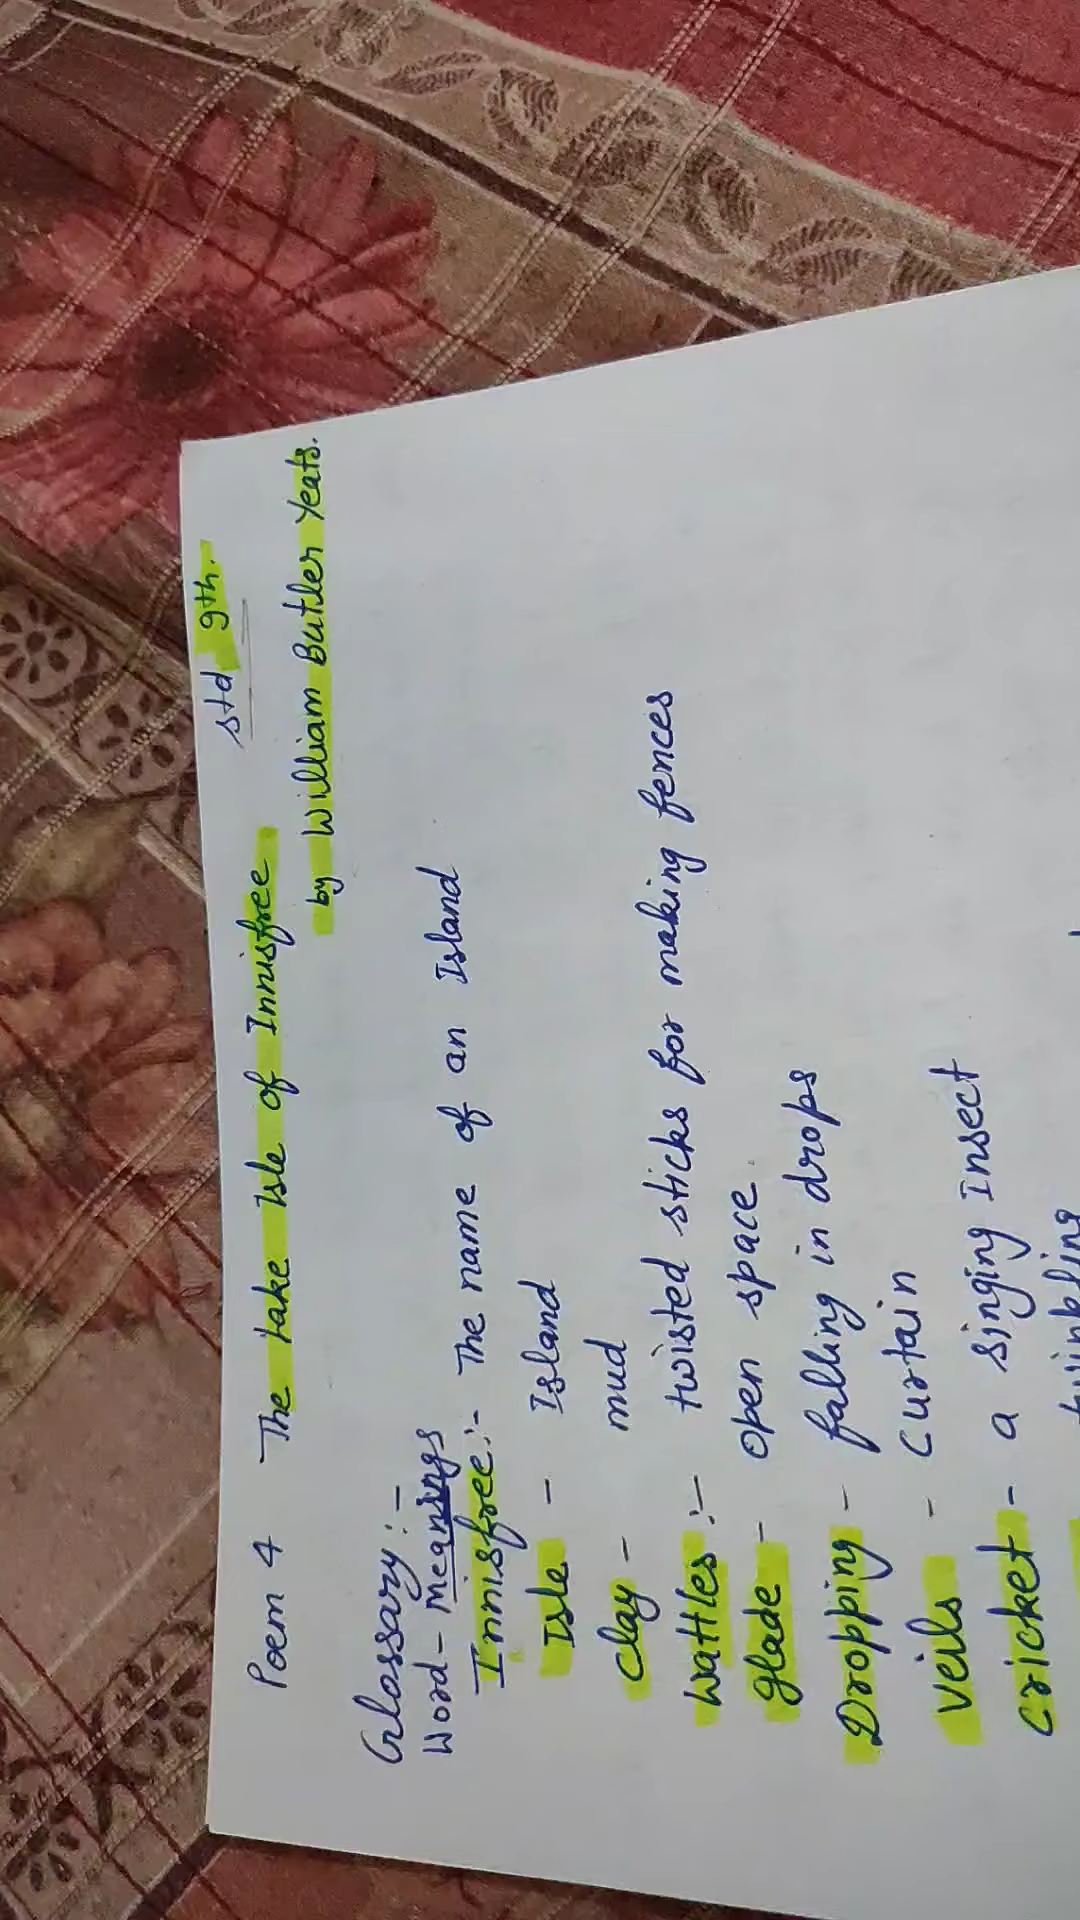 std 9th.
Poem 4 The Lake Isle of Innisfree
by William Butler Yeats.
Glossary:-
Word - Meanings
Innisfree:- The name of an Island
Isle - Island
Clay - mud
Wattles:- twisted sticks for making fences
glade - open space
Dropping - falling in drops
Veils - Curtain
Cricket - a singing Insect